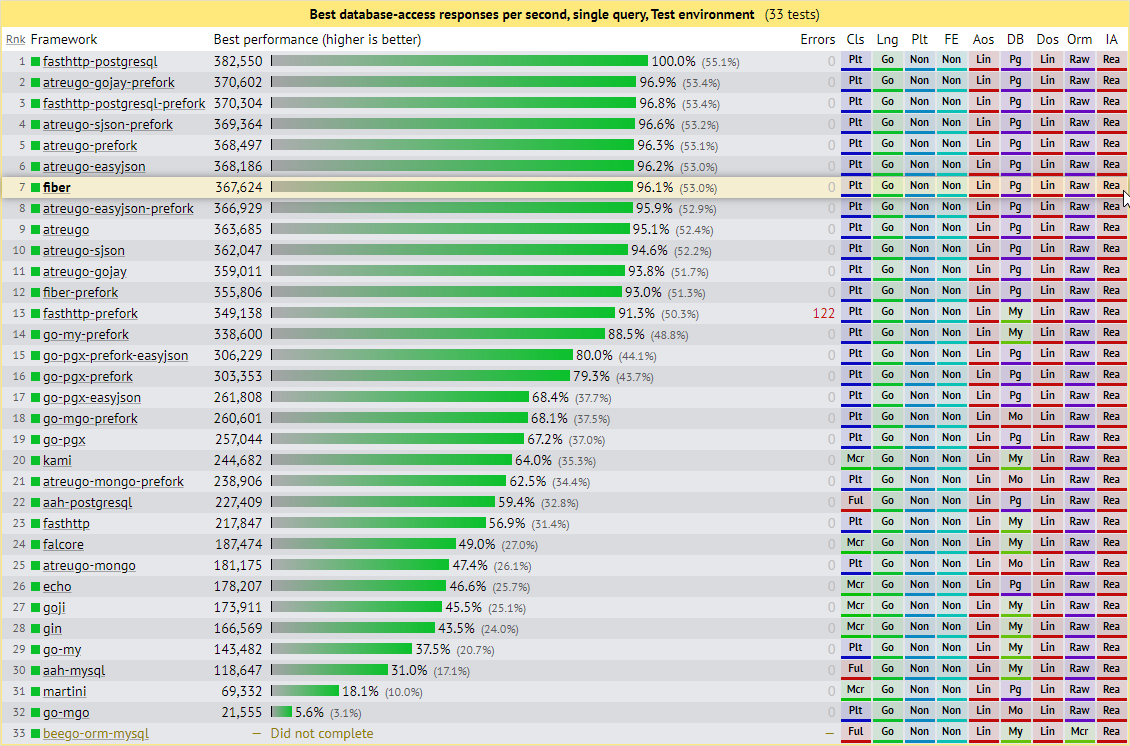 Best database-access responses per second, single query, Test environment (33 tests)
Rnk Framework Best performance (higher is better) Errors Cls Lng Plt FE Aos DB Dos Orm IA
1 fasthttp-postgresql 382,550 100.0% (55.1%) 0 Plt Go Non Non Lin Pg Lin Raw Rea
2 atreugo-gojay-prefork 370,602 96.9% (53.4%) 0 Plt Go Non Non Lin Pg Lin Raw Rea
3 fasthttp-postgresql-prefork 370,304 96.8% (53.4%) 0 Plt Go Non Non Lin Pg Lin Raw Rea
4 atreugo-sjson-prefork 369,364 96.6% (53.2%) 0 Plt Go Non Non Lin Pg Lin Raw Rea
5 atreugo-prefork 368,497 96.3% (53.1%) 0 Plt Go Non Non Lin Pg Lin Raw Rea
6 atreugo-easyjson 368,186 96.2% (53.0%) 0 Plt Go Non Non Lin Pg Lin Raw Rea
7 fiber 367,624 96.1% (53.0%) 0 Plt Go Non Non Lin Pg Lin Raw Rea
8 atreugo-easyjson-prefork 366,929 95.9% (52.9%) 0 Plt Go Non Non Lin Pg Lin Raw Rea
9 atreugo 363,685 95.1% (52.4%) 0 Plt Go Non Non Lin Pg Lin Raw Rea
10 atreugo-sjson 362,047 94.6% (52.2%) 0 Plt Go Non Non Lin Pg Lin Raw Rea
11 atreugo-gojay 359,011 93.8% (51.7%) 0 Plt Go Non Non Lin Pg Lin Raw Rea
12 fiber-prefork 355,806 93.0% (51.3%) 0 Plt Go Non Non Lin Pg Lin Raw Rea
13 fasthttp-prefork 349,138 91.3% (50.3%) 122 Plt Go Non Non Lin My Lin Raw Rea
14 go-my-prefork 338,600 88.5% (48.8%) 0 Plt Go Non Non Lin My Lin Raw Rea
15 go-pgx-prefork-easyjson 306,229 80.0% (44.1%) 0 Plt Go Non Non Lin Pg Lin Raw Rea
16 go-pgx-prefork 303,353 79.3% (43.7%) 0 Plt Go Non Non Lin Pg Lin Raw Rea
17 go-pgx-easyjson 261,808 68.4% (37.7%) 0 Plt Go Non Non Lin Pg Lin Raw Rea
18 go-mgo-prefork 260,601 68.1% (37.5%) 0 Plt Go Non Non Lin Mo Lin Raw Rea
19 go-pgx 257,044 67.2% (37.0%) 0 Plt Go Non Non Lin Pg Lin Raw Rea
20 kami 244,682 64.0% (35.3%) 0 Mcr Go Non Non Lin My Lin Raw Rea
21 atreugo-mongo-prefork 238,906 62.5% (34.4%) 0 Plt Go Non Non Lin Mo Lin Raw Rea
22 aah-postgresql 227,409 59.4% (32.8%) 0 Ful Go Non Non Lin Pg Lin Raw Rea
23 fasthttp 217,847 56.9% (31.4%) 0 Plt Go Non Non Lin My Lin Raw Rea
24 falcore 187,474 49.0% (27.0%) 0 Mcr Go Non Non Lin My Lin Raw Rea
25 atreugo-mongo 181,175 47.4% (26.1%) 0 Plt Go Non Non Lin Mo Lin Raw Rea
26 echo 178,207 46.6% (25.7%) 0 Mcr Go Non Non Lin Pg Lin Raw Rea
27 goji 173,911 45.5% (25.1%) 0 Mcr Go Non Non Lin My Lin Raw Rea
28 gin 166,569 43.5% (24.0%) 0 Mcr Go Non Non Lin My Lin Raw Rea
29 go-my 143,482 37.5% (20.7%) 0 Plt Go Non Non Lin My Lin Raw Rea
30 aah-mysql 118,647 31.0% (17.1%) 0 Ful Go Non Non Lin My Lin Raw Rea
31 martini 69,332 18.1% (10.0%) 0 Mcr Go Non Non Lin Pg Lin Raw Rea
32 go-mgo 21,555 5.6% (3.1%) 0 Plt Go Non Non Lin Mo Lin Raw Rea
33 beego-orm-mysql — Did not complete — Ful Go Non Non Lin My Lin Mcr Rea